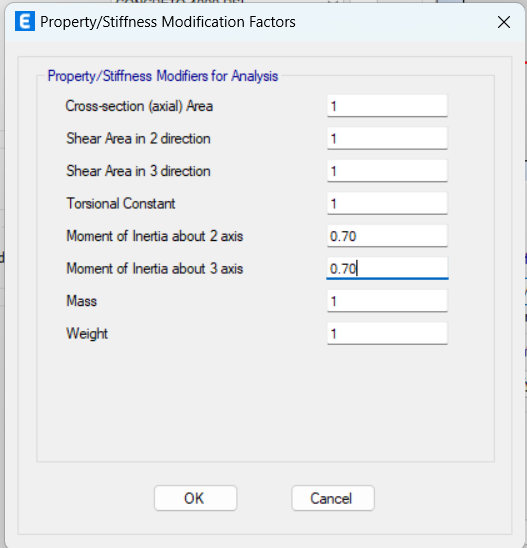 E Property/Stiffness Modification Factors
Property/Stiffness Modifiers for Analysis
Cross-section (axial) Area 1
Shear Area in 2 direction 1
Shear Area in 3 direction 1
Torsional Constant 1
Moment of Inertia about 2 axis 0.70
Moment of Inertia about 3 axis 0.70
Mass 1
Weight 1
OK Cancel